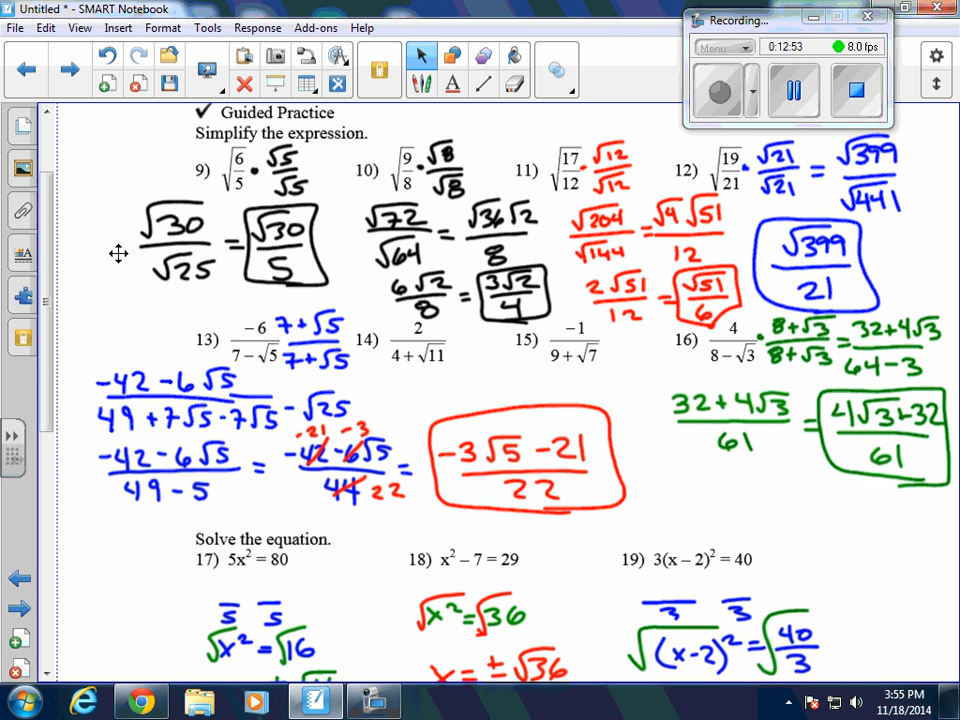 Untitled * - SMART Notebook
File Edit View Insert Format Tools Response Add-ons Help
Recording...
Menu 0:12:53 8.0 fps
✓ Guided Practice
Simplify the expression.
9) √(6/5) • √5/√5 10) √(9/8) • √8/√8 11) √(17/12) • √12/√12 12) √(19/21) • √21/√21 = √399/√441
√30/√25 = √30/5 √72/√64 = √36 √2/8 √204/√144 = √4 √51/12 √399/21
6√2/8 = 3√2/4 2√51/12 = √51/6
13) -6/(7 - √5) 7+√5/7+√5 14) 2/(4 + √11) 15) -1/(9 + √7) 16) 4/(8 - √3) • 8+√3/8+√3 = 32+4√3/64-3
-42-6√5/49+7√5-7√5-√25 32+4√3/61 = 4√3+32/61
-21 -3
-42-6√5/49-5 = -42-6√5/44 = -3√5-21/22
22
Solve the equation.
17) 5x² = 80 18) x² – 7 = 29 19) 3(x – 2)² = 40
5 5 √x² = √36 3 3
√x² = √16 x = ±√36 √(x-2)² = √40/3
3:55 PM
11/18/2014